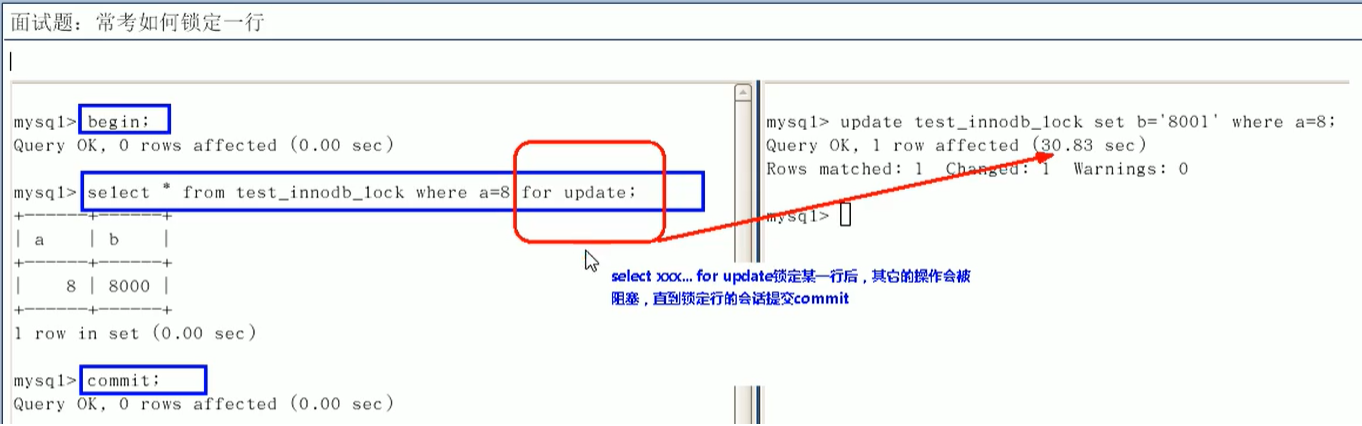 面试题：常考如何锁定一行
mysql> begin;
Query OK, 0 rows affected (0.00 sec)
mysql> select * from test_innodb_lock where a=8 for update;
+------+------+
| a | b |
+------+------+
| 8 | 8000 |
+------+------+
1 row in set (0.00 sec)
mysql> commit;
Query OK, 0 rows affected (0.00 sec)
mysql> update test_innodb_lock set b='8001' where a=8;
Query OK, 1 row affected (30.83 sec)
Rows matched: 1 Changed: 1 Warnings: 0
mysql>
select xxx... for update锁定某一行后，其它的操作会被
阻塞，直到锁定行的会话提交commit